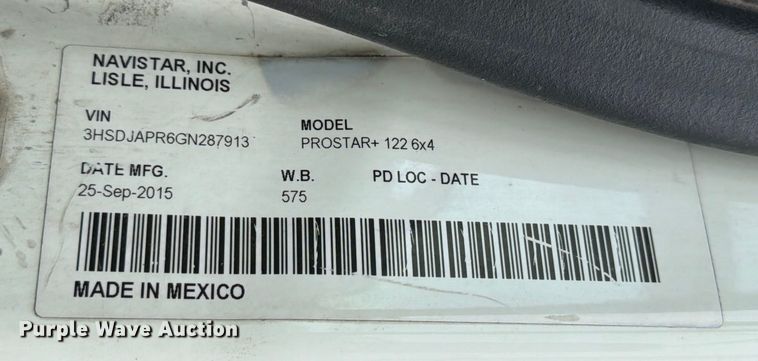 NAVISTAR, INC.
LISLE, ILLINOIS
VIN
3HSDJAPR6GN287913
MODEL
PROSTAR+ 122 6x4
DATE MFG.
25-Sep-2015
W.B.
575
PD LOC - DATE
MADE IN MEXICO
Purple Wave Auction